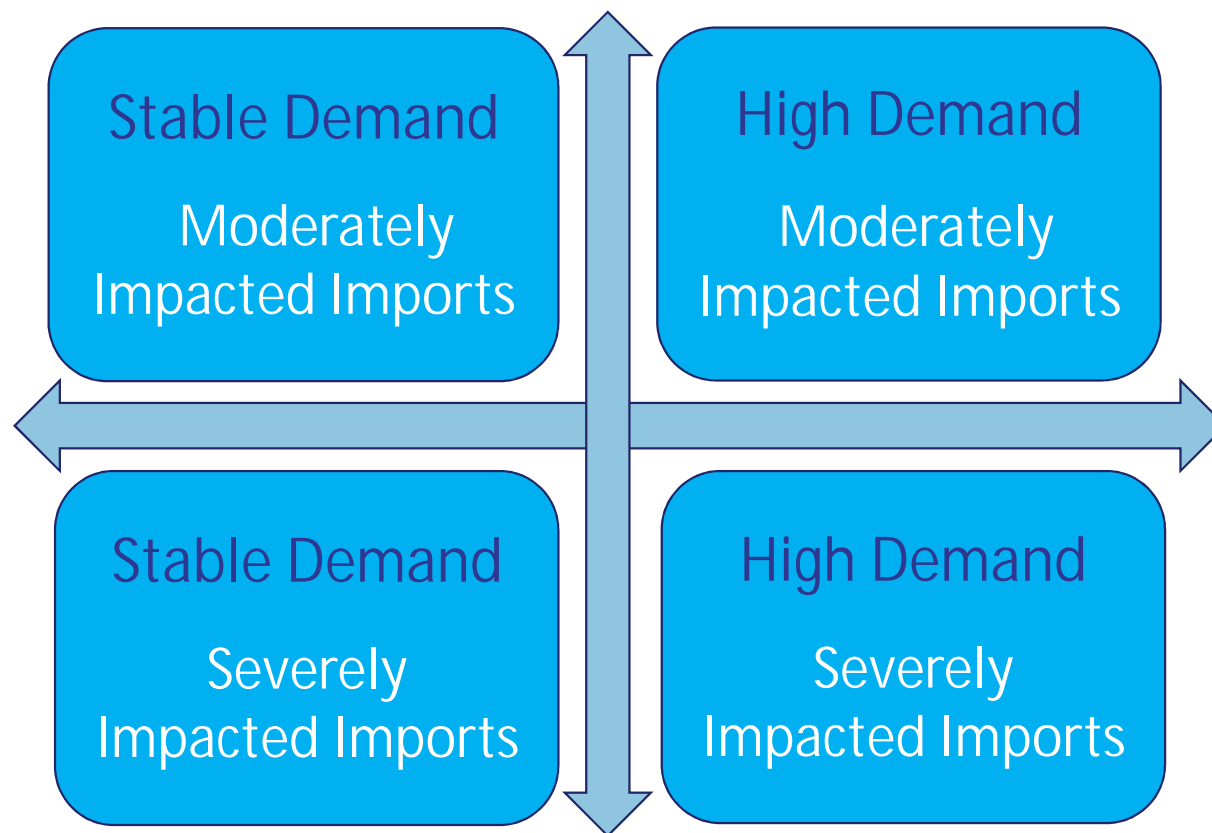 Stable Demand
Moderately
Impacted Imports
High Demand
Moderately
Impacted Imports
Stable Demand
Severely
Impacted Imports
High Demand
Severely
Impacted Imports